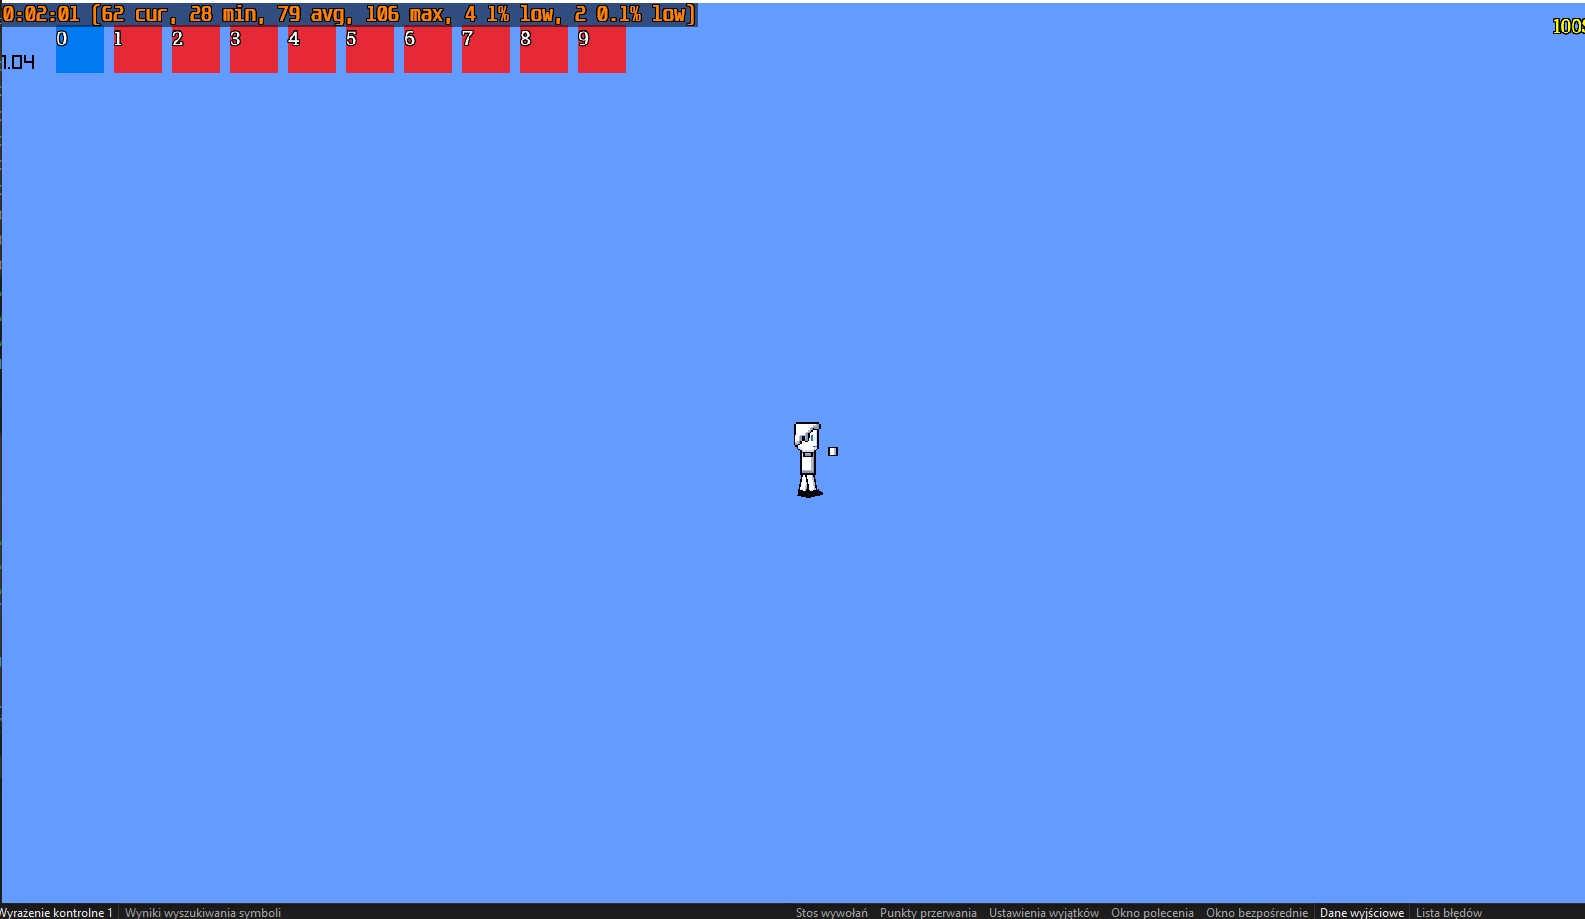 0:02:01 [62 cur, 28 min, 79 avg, 106 max, 4 1% low, 2 0.1% low]
100$
0 1 2 3 4 5 6 7 8 9
1.04
Wyrażenie kontrolne 1 Wyniki wyszukiwania symboli Stos wywołań Punkty przerwania Ustawienia wyjątków Okno polecenia Okno bezpośrednie Dane wyjściowe Lista błędów